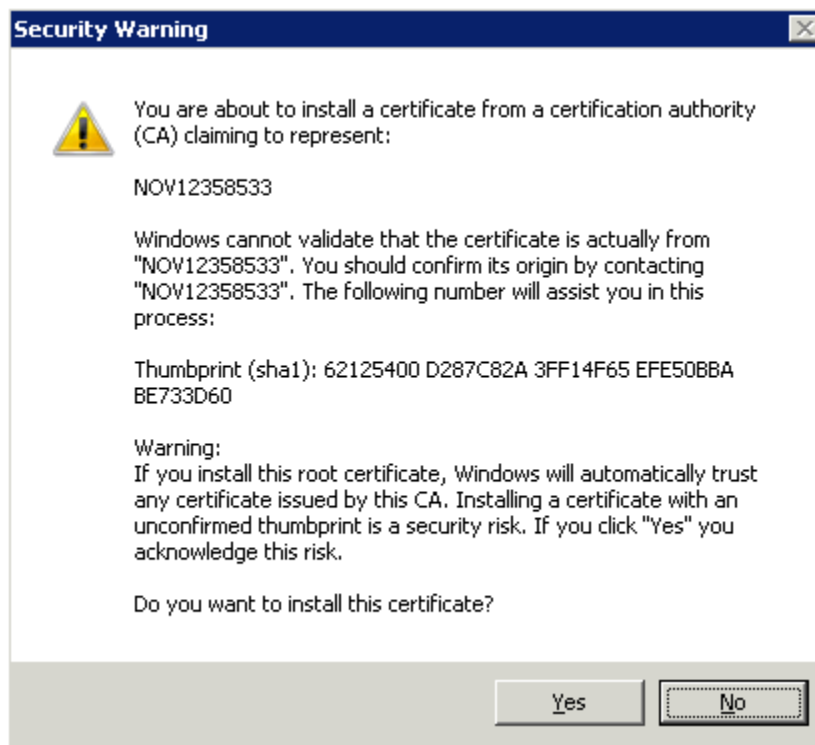 Security Warning
You are about to install a certificate from a certification authority
(CA) claiming to represent:
NOV12358533
Windows cannot validate that the certificate is actually from
"NOV12358533". You should confirm its origin by contacting
"NOV12358533". The following number will assist you in this
process:
Thumbprint (sha1): 62125400 D287C82A 3FF14F65 EFE50BBA
BE733D60
Warning:
If you install this root certificate, Windows will automatically trust
any certificate issued by this CA. Installing a certificate with an
unconfirmed thumbprint is a security risk. If you click "Yes" you
acknowledge this risk.
Do you want to install this certificate?
Yes
No